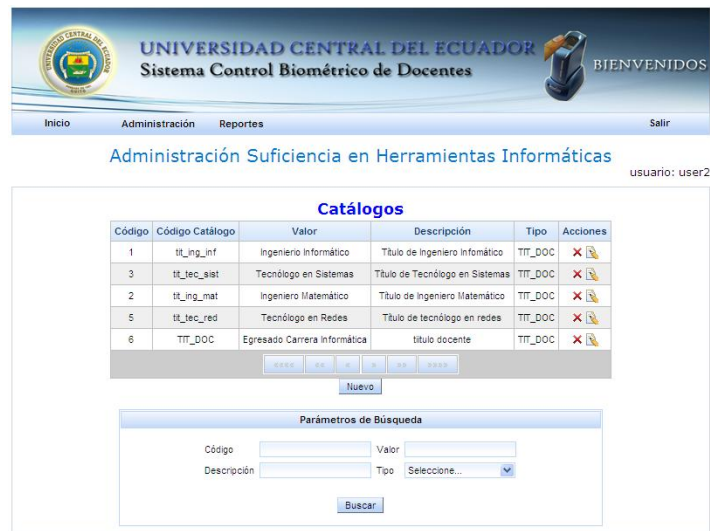 UNIVERSIDAD CENTRAL DEL ECUADOR
Sistema Control Biométrico de Docentes
BIENVENIDOS
Inicio Administración Reportes Salir
Administración Suficiencia en Herramientas Informáticas
usuario: user2
Catálogos
Código Código Catálogo Valor Descripción Tipo Acciones
1 tit_ing_inf Ingenierio Informático Título de Ingeniero Infomático TIT_DOC
3 tit_tec_sist Tecnólogo en Sistemas Título de Tecnólogo en Sistemas TIT_DOC
2 tit_ing_mat Ingeniero Matemático Título de Ingeniero Matemático TIT_DOC
5 tit_tec_red Tecnólogo en Redes Título de tecnólogo en redes TIT_DOC
6 TIT_DOC Egresado Carrera Informática titulo docente TIT_DOC
«««« «« « » »» »»»»
Nuevo
Parámetros de Búsqueda
Código Valor
Descripción Tipo Seleccione...
Buscar